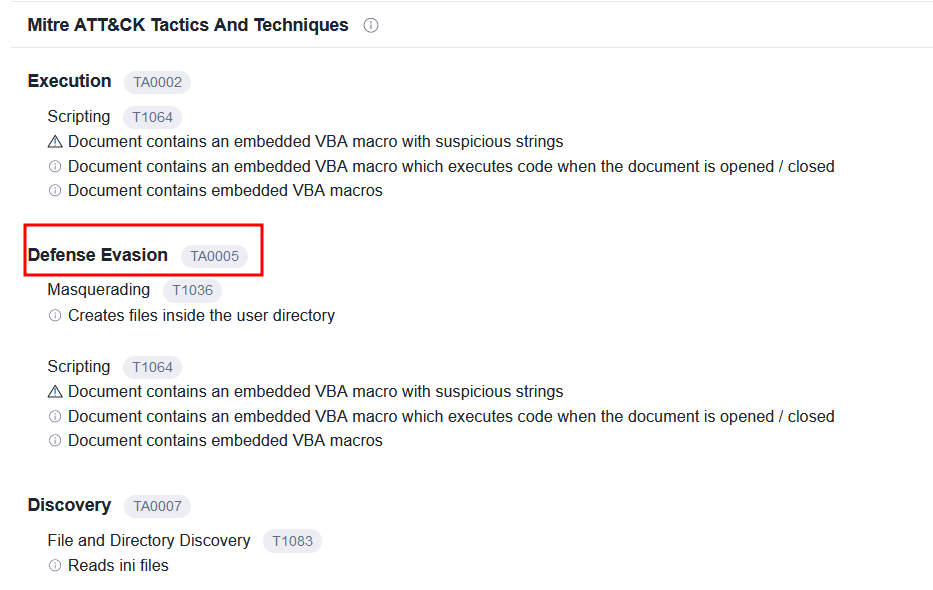 Mitre ATT&CK Tactics And Techniques
Execution TA0002
Scripting T1064
Document contains an embedded VBA macro with suspicious strings
Document contains an embedded VBA macro which executes code when the document is opened / closed
Document contains embedded VBA macros
Defense Evasion TA0005
Masquerading T1036
Creates files inside the user directory
Scripting T1064
Document contains an embedded VBA macro with suspicious strings
Document contains an embedded VBA macro which executes code when the document is opened / closed
Document contains embedded VBA macros
Discovery TA0007
File and Directory Discovery T1083
Reads ini files